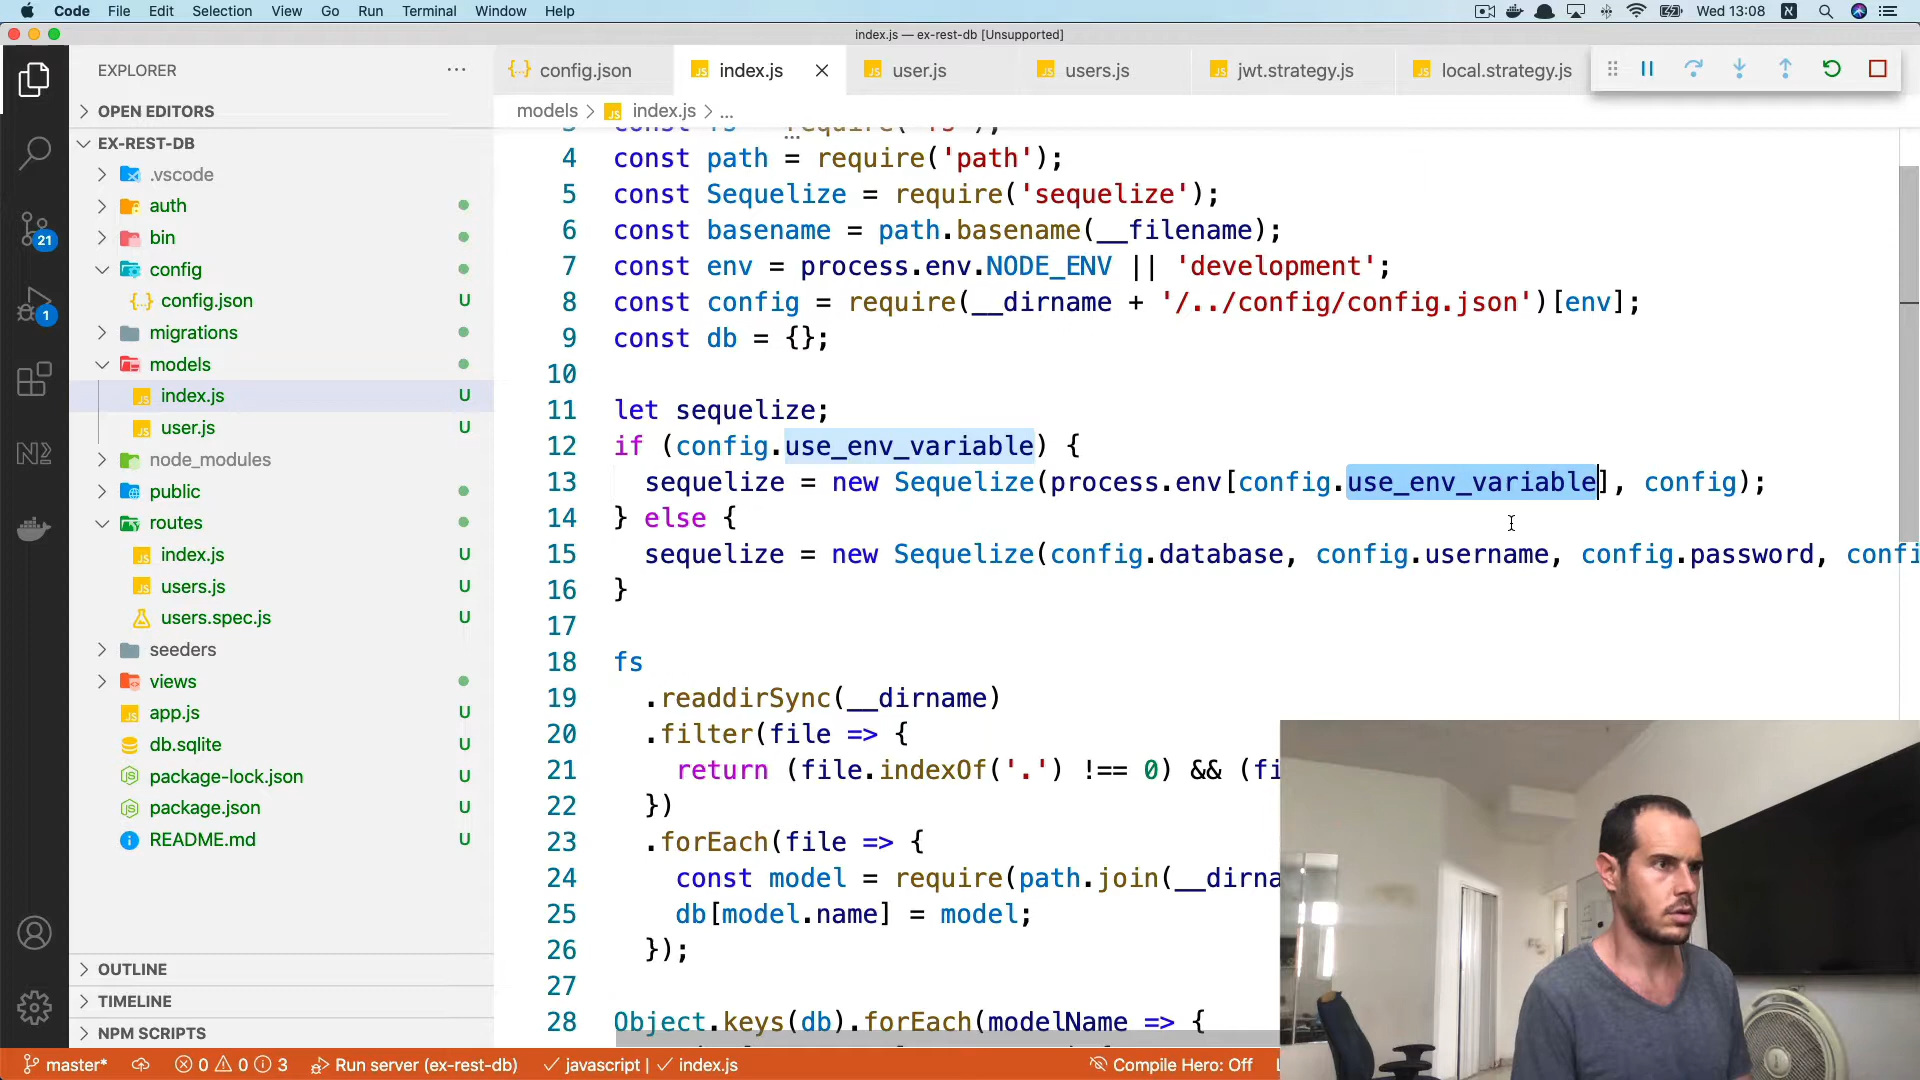 Code File Edit Selection View Go Run Terminal Window Help Wed 13:08
index.js — ex-rest-db [Unsupported]
EXPLORER
config.json index.js user.js users.js jwt.strategy.js local.strategy.js
OPEN EDITORS
models index.js ...
EX-REST-DB
.vscode
auth
bin
config
config.json U
migrations
models
index.js U
user.js U
node_modules
public
routes
index.js U
users.js U
users.spec.js U
seeders
views
app.js U
db.sqlite U
package-lock.json U
package.json U
README.md U
OUTLINE
TIMELINE
NPM SCRIPTS
21
1
4 const path = require('path');
5 const Sequelize = require('sequelize');
6 const basename = path.basename(__filename);
7 const env = process.env.NODE_ENV || 'development';
8 const config = require(__dirname + '/../config/config.json')[env];
9 const db = {};
10
11 let sequelize;
12 if (config.use_env_variable) {
13 sequelize = new Sequelize(process.env[config.use_env_variable], config);
14 } else {
15 sequelize = new Sequelize(config.database, config.username, config.password, confi
16 }
17
18 fs
19 .readdirSync(__dirname)
20 .filter(file => {
21 return (file.indexOf('.') !== 0) && (fi
22 })
23 .forEach(file => {
24 const model = require(path.join(__dirna
25 db[model.name] = model;
26 });
27
28 Object.keys(db).forEach(modelName => {
master* 0 0 3 Run server (ex-rest-db) javascript | index.js Compile Hero: Off